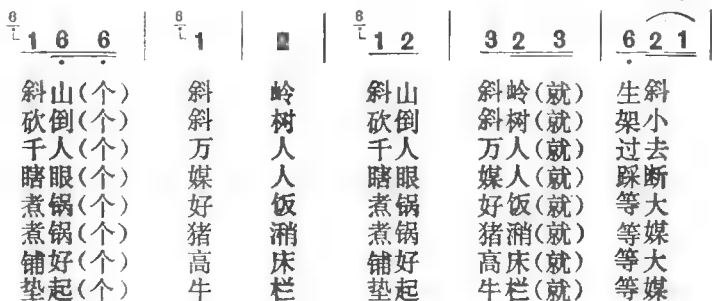 6 1 6 6 | 6 1 | | 6 1 2 | 3 2 3 | 6 2 1
斜山(个) 斜 岭 斜山 斜岭(就) 生斜
砍倒(个) 斜 树 砍倒 斜树(就) 架小
千人(个) 万 人 千人 万人(就) 过去
瞎眼(个) 媒 人 瞎眼 媒人(就) 踩断
煮锅(个) 好 饭 煮锅 好饭(就) 等大
煮锅(个) 猪 潲 煮锅 猪潲(就) 等媒
铺好(个) 高 床 铺好 高床(就) 等大
垫起(个) 牛 栏 垫起 牛栏(就) 等媒